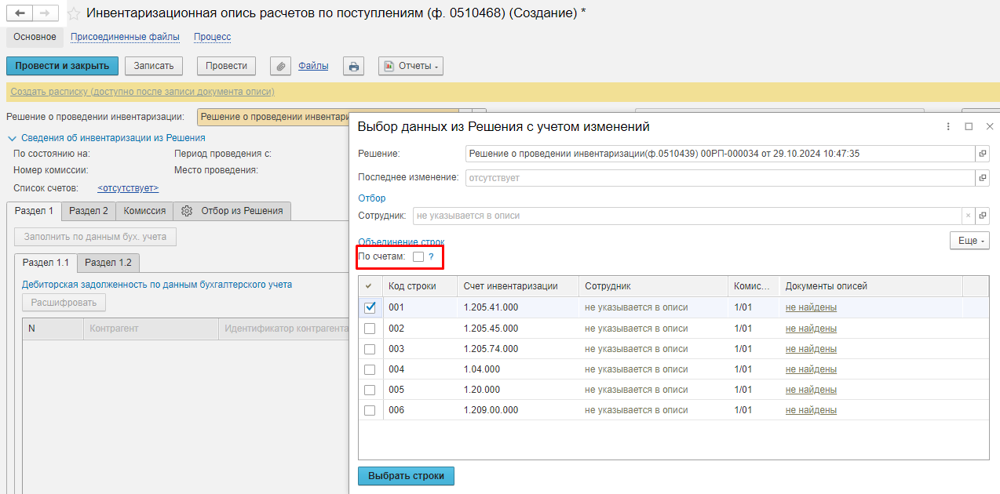 Инвентаризационная опись расчетов по поступлениям (ф. 0510468) (Создание) *
Основное Присоединенные файлы Процесс
Провести и закрыть Записать Провести Файлы Отчеты
Создать расписку (доступно после записи документа описи)
Решение о проведении инвентаризации: Решение о проведении инвентари
Сведения об инвентаризации из Решения
По состоянию на: Период проведения с:
Номер комиссии: Место проведения:
Список счетов: <отсутствует>
Раздел 1 Раздел 2 Комиссия Отбор из Решения
Заполнить по данным бух. учета
Раздел 1.1 Раздел 1.2
Дебиторская задолженность по данным бухгалтерского учета
Расшифровать
N Контрагент Идентификатор контрагента
Выбор данных из Решения с учетом изменений
Решение: Решение о проведении инвентаризации(ф.0510439) 00РП-000034 от 29.10.2024 10:47:35
Последнее изменение: отсутствует
Отбор
Сотрудник: не указывается в описи
Объединение строк
Еще
По счетам: ?
Код строки Счет инвентаризации Сотрудник Комис... Документы описей
001 1.205.41.000 не указывается в описи 1/01 не найдены
002 1.205.45.000 не указывается в описи 1/01 не найдены
003 1.205.74.000 не указывается в описи 1/01 не найдены
004 1.04.000 не указывается в описи 1/01 не найдены
005 1.20.000 не указывается в описи 1/01 не найдены
006 1.209.00.000 не указывается в описи 1/01 не найдены
Выбрать строки